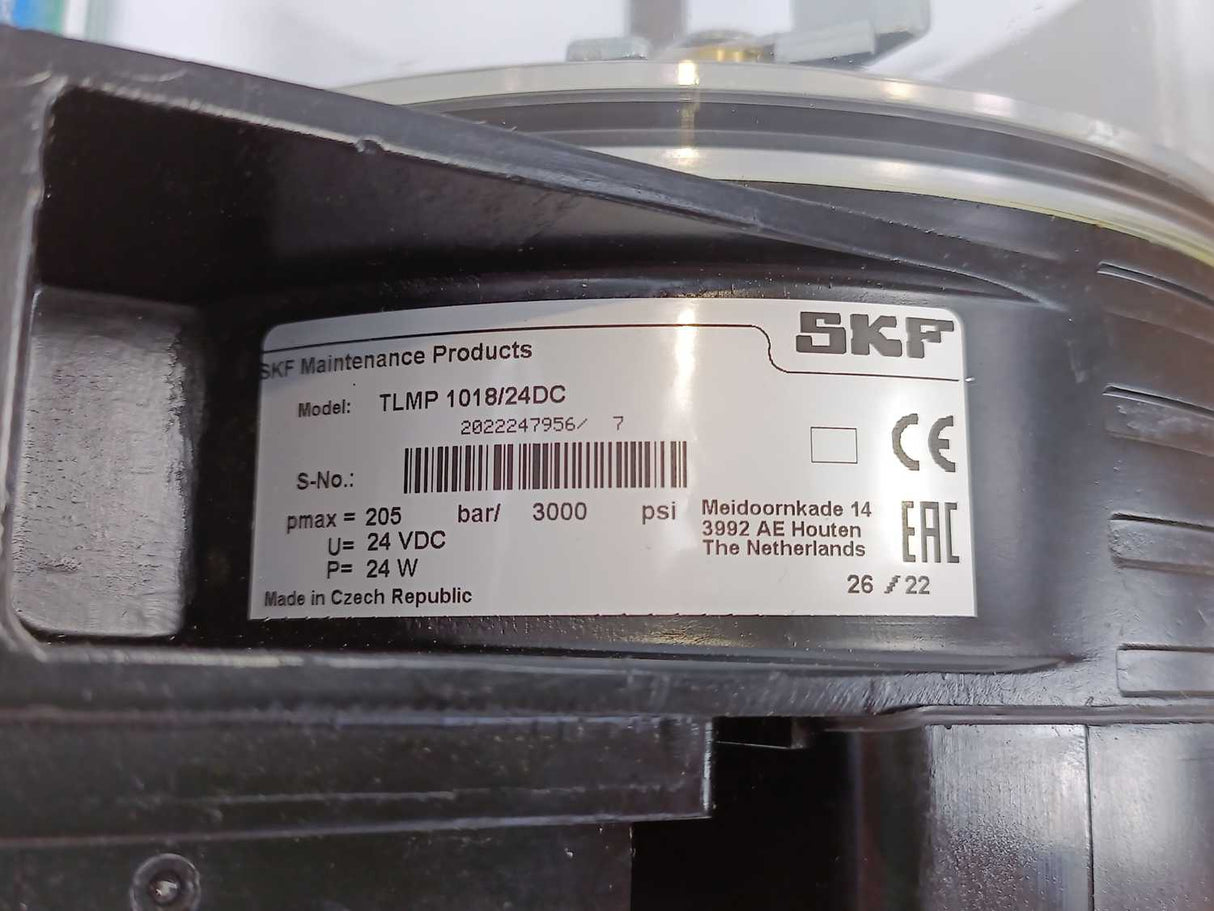 SKF
SKF Maintenance Products
Model: TLMP 1018/24DC
2022247956/ 7
S-No.:
pmax = 205 bar/ 3000 psi
U= 24 VDC
P= 24 W
Made in Czech Republic
CE
Meidoornkade 14
3992 AE Houten
The Netherlands
EAC
26 / 22